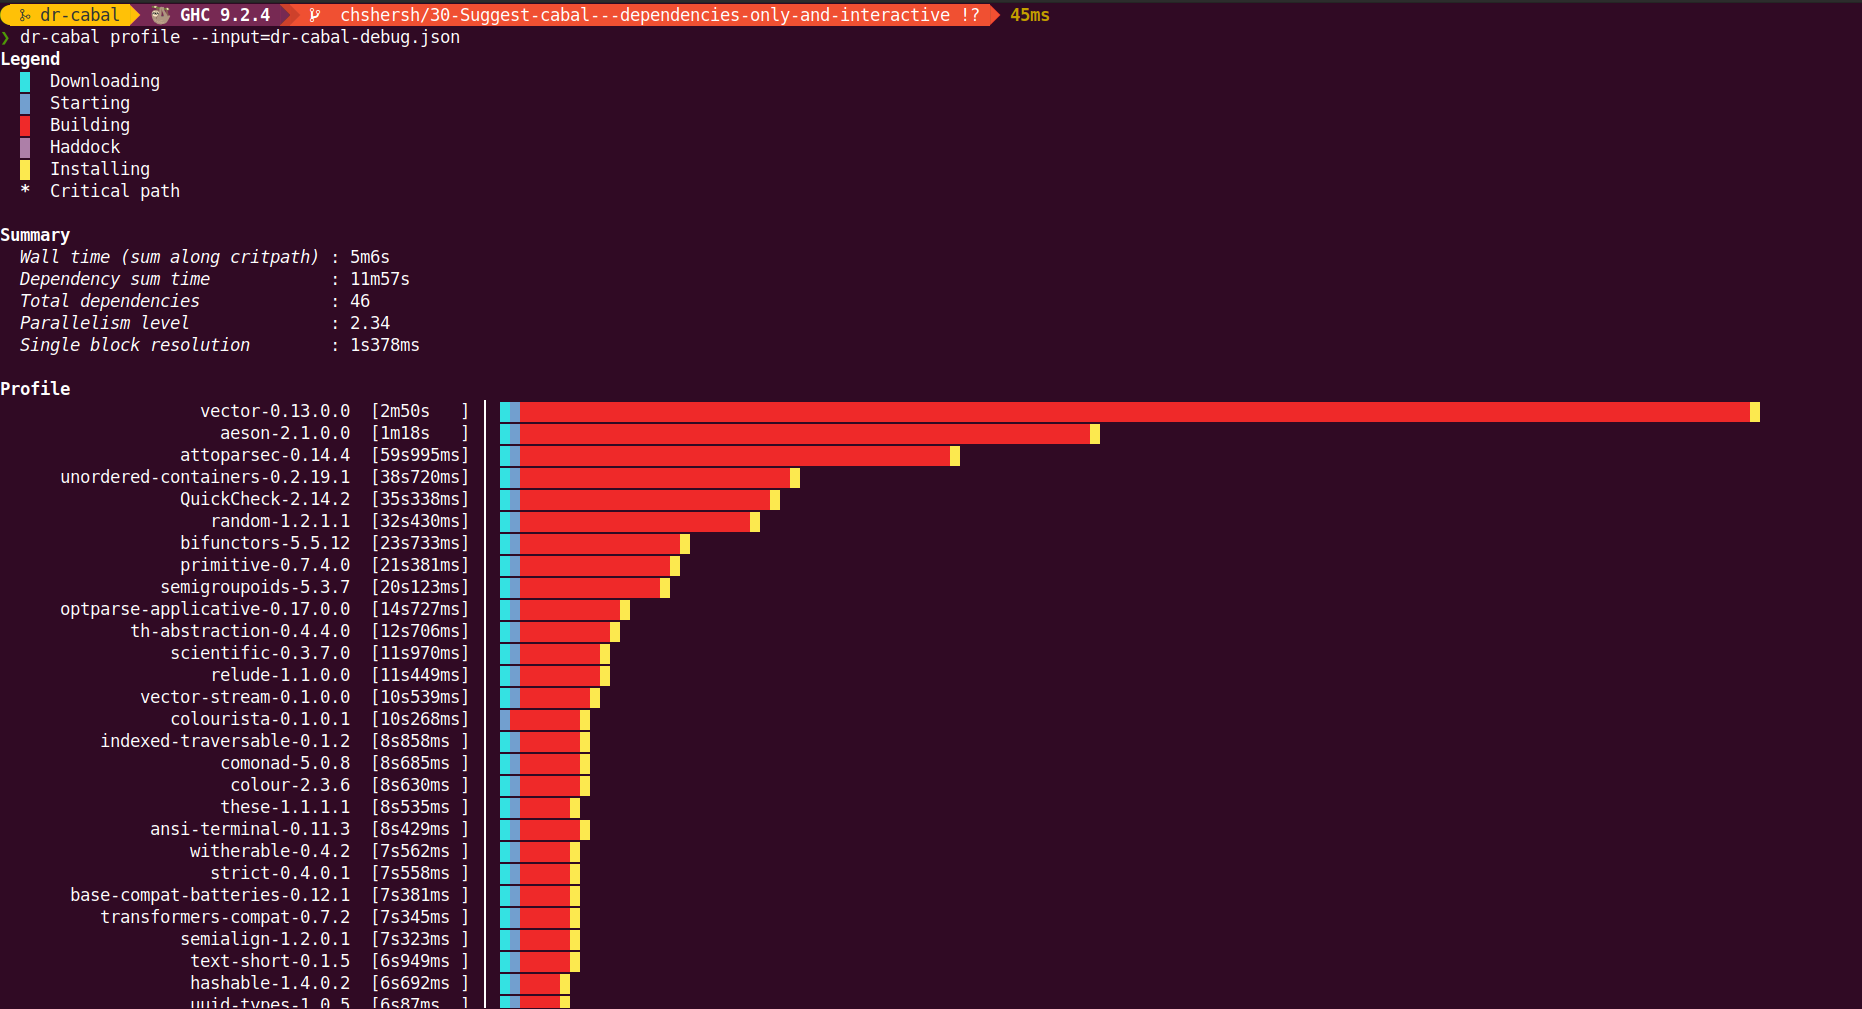 dr-cabal GHC 9.2.4 chshersh/30-Suggest-cabal---dependencies-only-and-interactive !? 45ms
❯ dr-cabal profile --input=dr-cabal-debug.json
Legend
Downloading
Starting
Building
Haddock
Installing
* Critical path
Summary
Wall time (sum along critpath) : 5m6s
Dependency sum time : 11m57s
Total dependencies : 46
Parallelism level : 2.34
Single block resolution : 1s378ms
Profile
vector-0.13.0.0 [2m50s ]
aeson-2.1.0.0 [1m18s ]
attoparsec-0.14.4 [59s995ms]
unordered-containers-0.2.19.1 [38s720ms]
QuickCheck-2.14.2 [35s338ms]
random-1.2.1.1 [32s430ms]
bifunctors-5.5.12 [23s733ms]
primitive-0.7.4.0 [21s381ms]
semigroupoids-5.3.7 [20s123ms]
optparse-applicative-0.17.0.0 [14s727ms]
th-abstraction-0.4.4.0 [12s706ms]
scientific-0.3.7.0 [11s970ms]
relude-1.1.0.0 [11s449ms]
vector-stream-0.1.0.0 [10s539ms]
colourista-0.1.0.1 [10s268ms]
indexed-traversable-0.1.2 [8s858ms ]
comonad-5.0.8 [8s685ms ]
colour-2.3.6 [8s630ms ]
these-1.1.1.1 [8s535ms ]
ansi-terminal-0.11.3 [8s429ms ]
witherable-0.4.2 [7s562ms ]
strict-0.4.0.1 [7s558ms ]
base-compat-batteries-0.12.1 [7s381ms ]
transformers-compat-0.7.2 [7s345ms ]
semialign-1.2.0.1 [7s323ms ]
text-short-0.1.5 [6s949ms ]
hashable-1.4.0.2 [6s692ms ]
uuid-types-1.0.5 [6s87ms ]